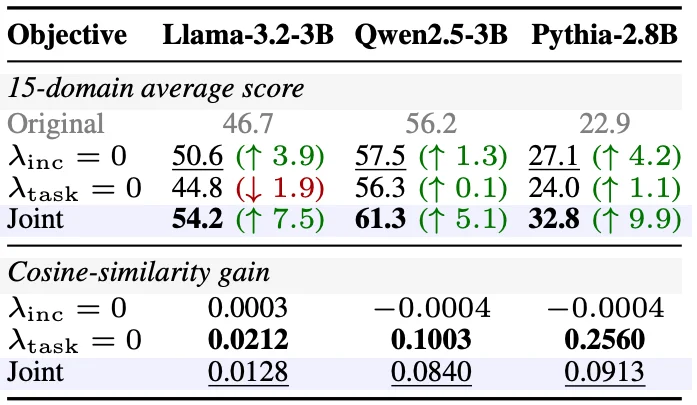 Objective Llama-3.2-3B Qwen2.5-3B Pythia-2.8B
15-domain average score
Original 46.7 56.2 22.9
λinc = 0 50.6 (↑ 3.9) 57.5 (↑ 1.3) 27.1 (↑ 4.2)
λtask = 0 44.8 (↓ 1.9) 56.3 (↑ 0.1) 24.0 (↑ 1.1)
Joint 54.2 (↑ 7.5) 61.3 (↑ 5.1) 32.8 (↑ 9.9)
Cosine-similarity gain
λinc = 0 0.0003 −0.0004 −0.0004
λtask = 0 0.0212 0.1003 0.2560
Joint 0.0128 0.0840 0.0913